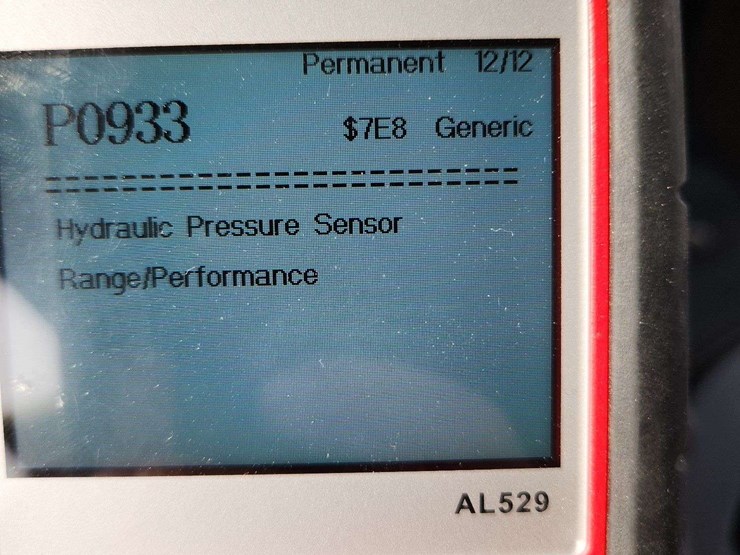 Permanent 12/12
P0933 $7E8 Generic
====================
Hydraulic Pressure Sensor
Range/Performance
AL529